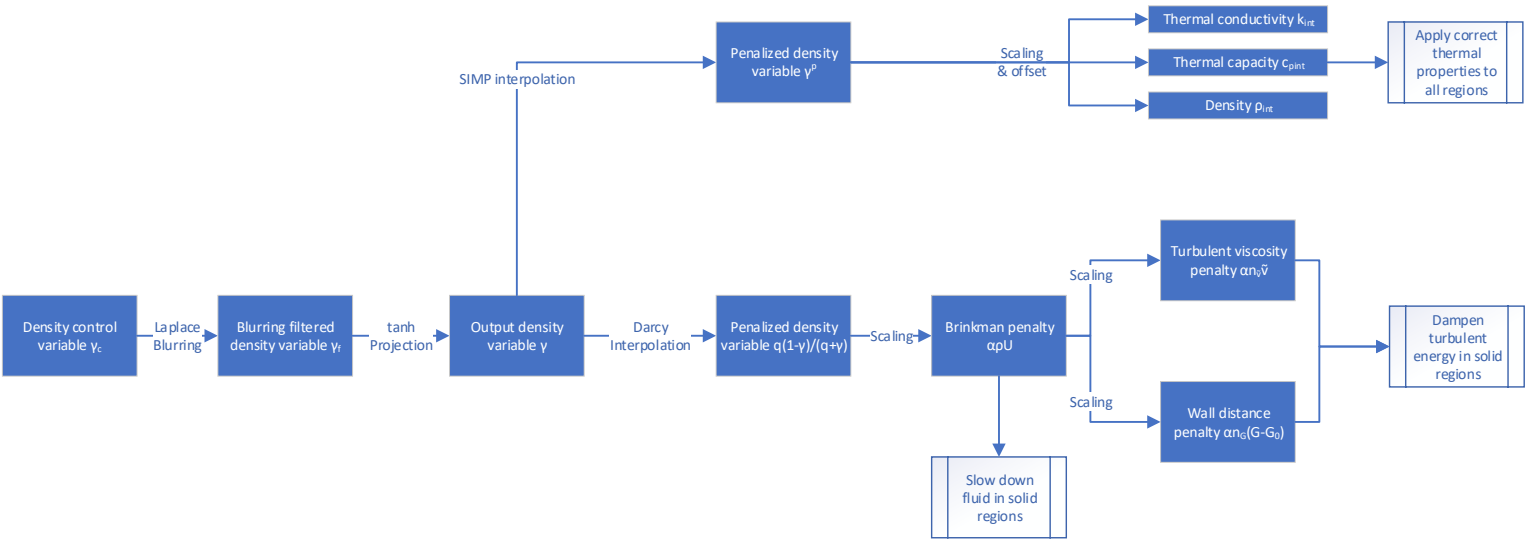 Thermal conductivity kint
Penalized density
variable γᵖ
SIMP interpolation
Scaling
& offset
Thermal capacity cpint
Density ρint
Apply correct
thermal
properties to
all regions
Density control
variable γc
Laplace
Blurring
Blurring filtered
density variable γf
tanh
Projection
Output density
variable γ
Darcy
Interpolation
Penalized density
variable q(1-γ)/(q+γ)
Scaling
Brinkman penalty
αρU
Scaling
Turbulent viscosity
penalty αnṽṽ
Scaling
Wall distance
penalty αnG(G-G₀)
Dampen
turbulent
energy in solid
regions
Slow down
fluid in solid
regions